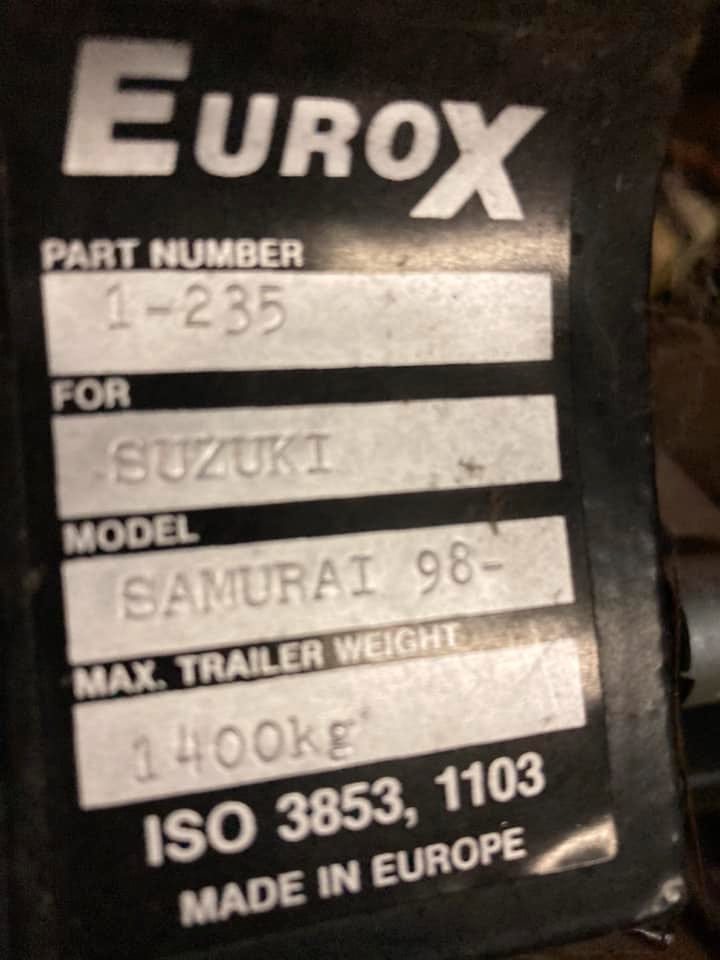 EUROX
PART NUMBER
1-235
FOR
SUZUKI
MODEL
SAMURAI 98-
MAX. TRAILER WEIGHT
1400kg
ISO 3853, 1103
MADE IN EUROPE